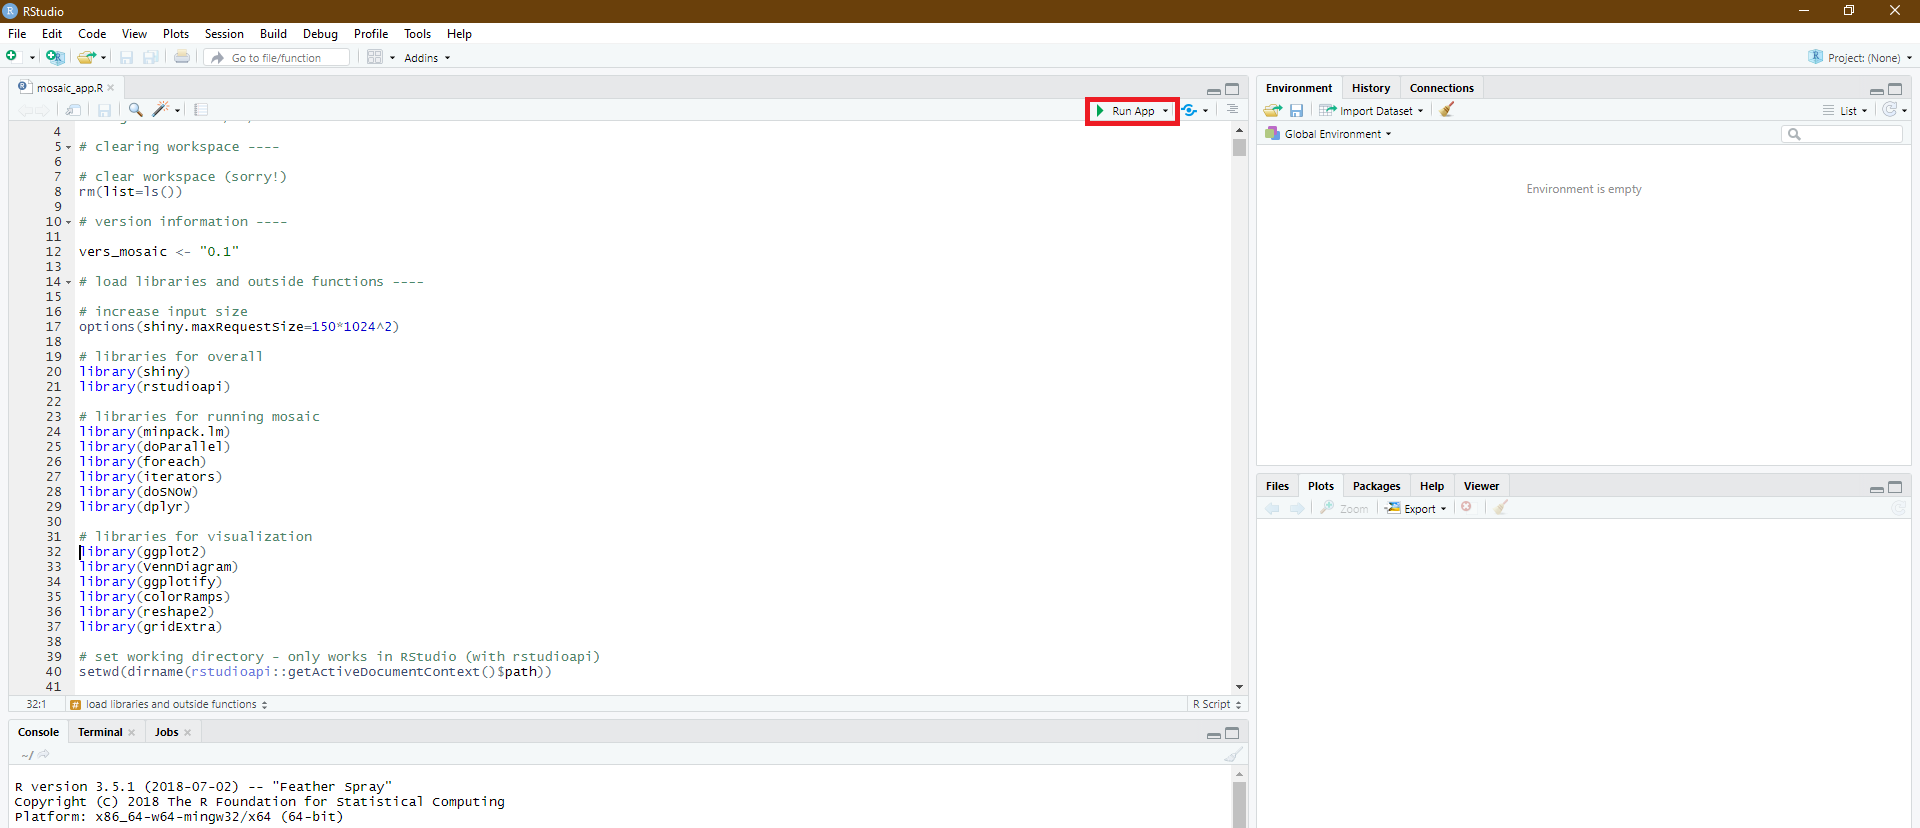 RStudio
File Edit Code View Plots Session Build Debug Profile Tools Help
Go to file/function Addins Project: (None)
mosaic_app.R
Run App
4
5 # clearing workspace ----
6
7 # clear workspace (sorry!)
8 rm(list=ls())
9
10 # version information ----
11
12 vers_mosaic <- "0.1"
13
14 # load libraries and outside functions ----
15
16 # increase input size
17 options(shiny.maxRequestSize=150*1024^2)
18
19 # libraries for overall
20 library(shiny)
21 library(rstudioapi)
22
23 # libraries for running mosaic
24 library(minpack.lm)
25 library(doParallel)
26 library(foreach)
27 library(iterators)
28 library(doSNOW)
29 library(dplyr)
30
31 # libraries for visualization
32 library(ggplot2)
33 library(VennDiagram)
34 library(ggplotify)
35 library(colorRamps)
36 library(reshape2)
37 library(gridExtra)
38
39 # set working directory - only works in RStudio (with rstudioapi)
40 setwd(dirname(rstudioapi::getActiveDocumentContext()$path))
41
32:1 # load libraries and outside functions R Script
Console Terminal Jobs
~/
R version 3.5.1 (2018-07-02) -- "Feather Spray"
Copyright (C) 2018 The R Foundation for Statistical Computing
Platform: x86_64-w64-mingw32/x64 (64-bit)
Environment History Connections
Import Dataset List
Global Environment
Environment is empty
Files Plots Packages Help Viewer
Zoom Export